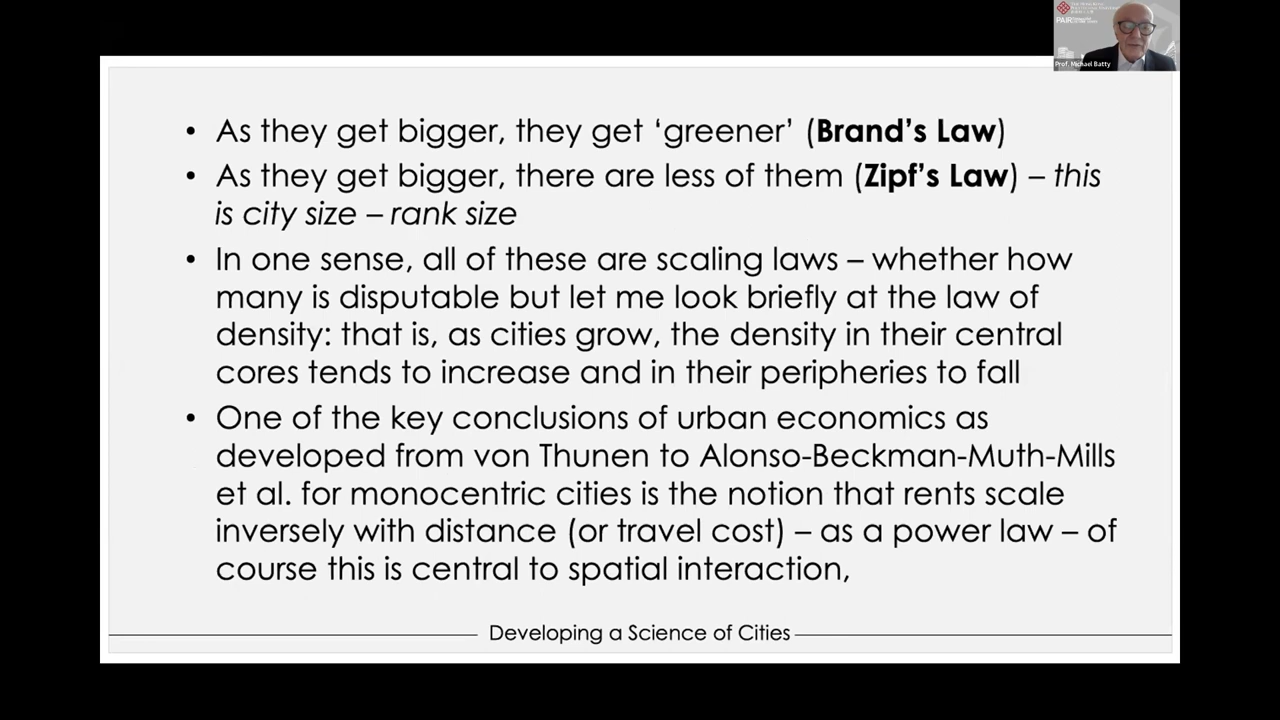 PAIR
Prof. Michael Batty
• As they get bigger, they get ‘greener’ (Brand’s Law)
• As they get bigger, there are less of them (Zipf’s Law) – this
is city size – rank size
• In one sense, all of these are scaling laws – whether how
many is disputable but let me look briefly at the law of
density: that is, as cities grow, the density in their central
cores tends to increase and in their peripheries to fall
• One of the key conclusions of urban economics as
developed from von Thunen to Alonso-Beckman-Muth-Mills
et al. for monocentric cities is the notion that rents scale
inversely with distance (or travel cost) – as a power law – of
course this is central to spatial interaction,
Developing a Science of Cities